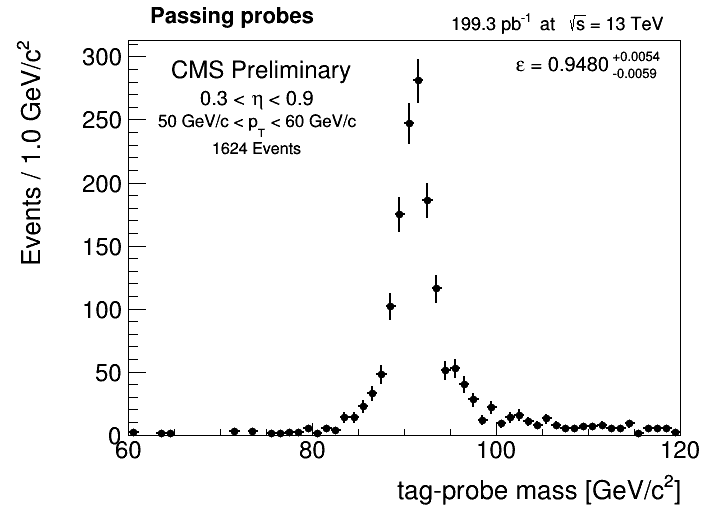 Passing probes
199.3 pb⁻¹ at √s = 13 TeV
CMS Preliminary
0.3 < η < 0.9
50 GeV/c < p_T < 60 GeV/c
1624 Events
ε = 0.9480 +0.0054 -0.0059
Events / 1.0 GeV/c²
300
250
200
150
100
50
0
60 80 100 120
tag-probe mass [GeV/c²]